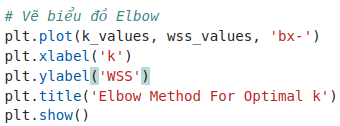 # Vẽ biểu đồ Elbow
plt.plot(k_values, wss_values, 'bx-')
plt.xlabel('k')
plt.ylabel('WSS')
plt.title('Elbow Method For Optimal k')
plt.show()